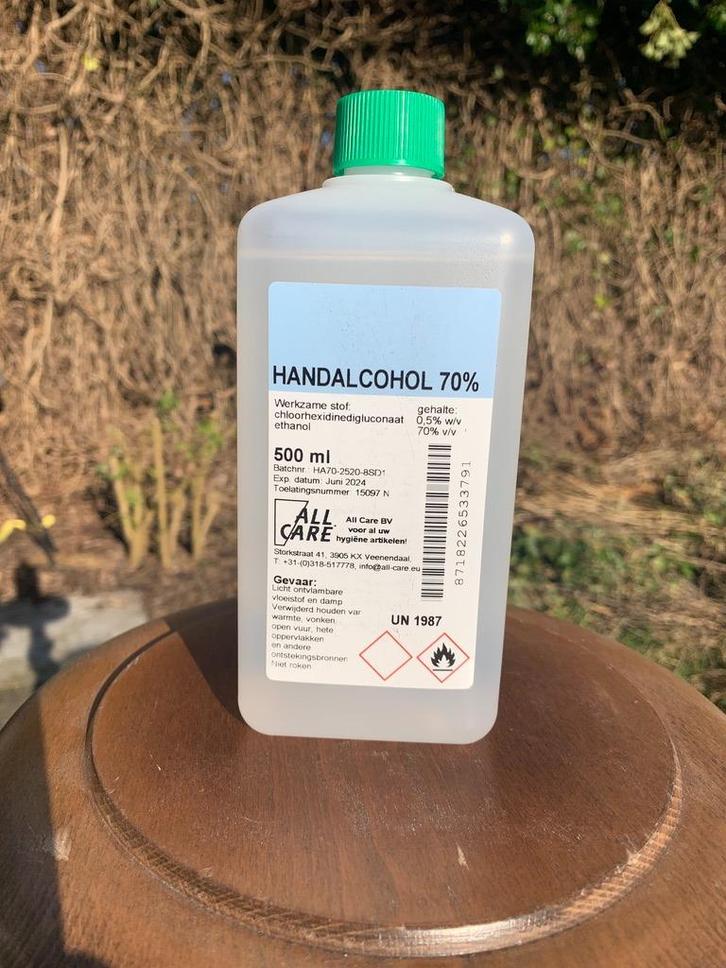 HANDALCOHOL 70%
Werkzame stof: gehalte:
chloorhexidinedigluconaat 0,5% w/v
ethanol 70% v/v
500 ml
Batchnr.: HA70-2520-8SD1
Exp. datum: Juni 2024
Toelatingsnummer: 15097 N
ALL CARE
All Care BV
voor al uw
hygiëne artikelen!
Storkstraat 41, 3905 KX Veenendaal,
T: +31-(0)318-517778, info@all-care.eu
8718226533791
Gevaar:
Licht ontvlambare
vloeistof en damp
Verwijderd houden van
warmte, vonken,
open vuur, hete
oppervlakken
en andere
ontstekingsbronnen
Niet roken
UN 1987